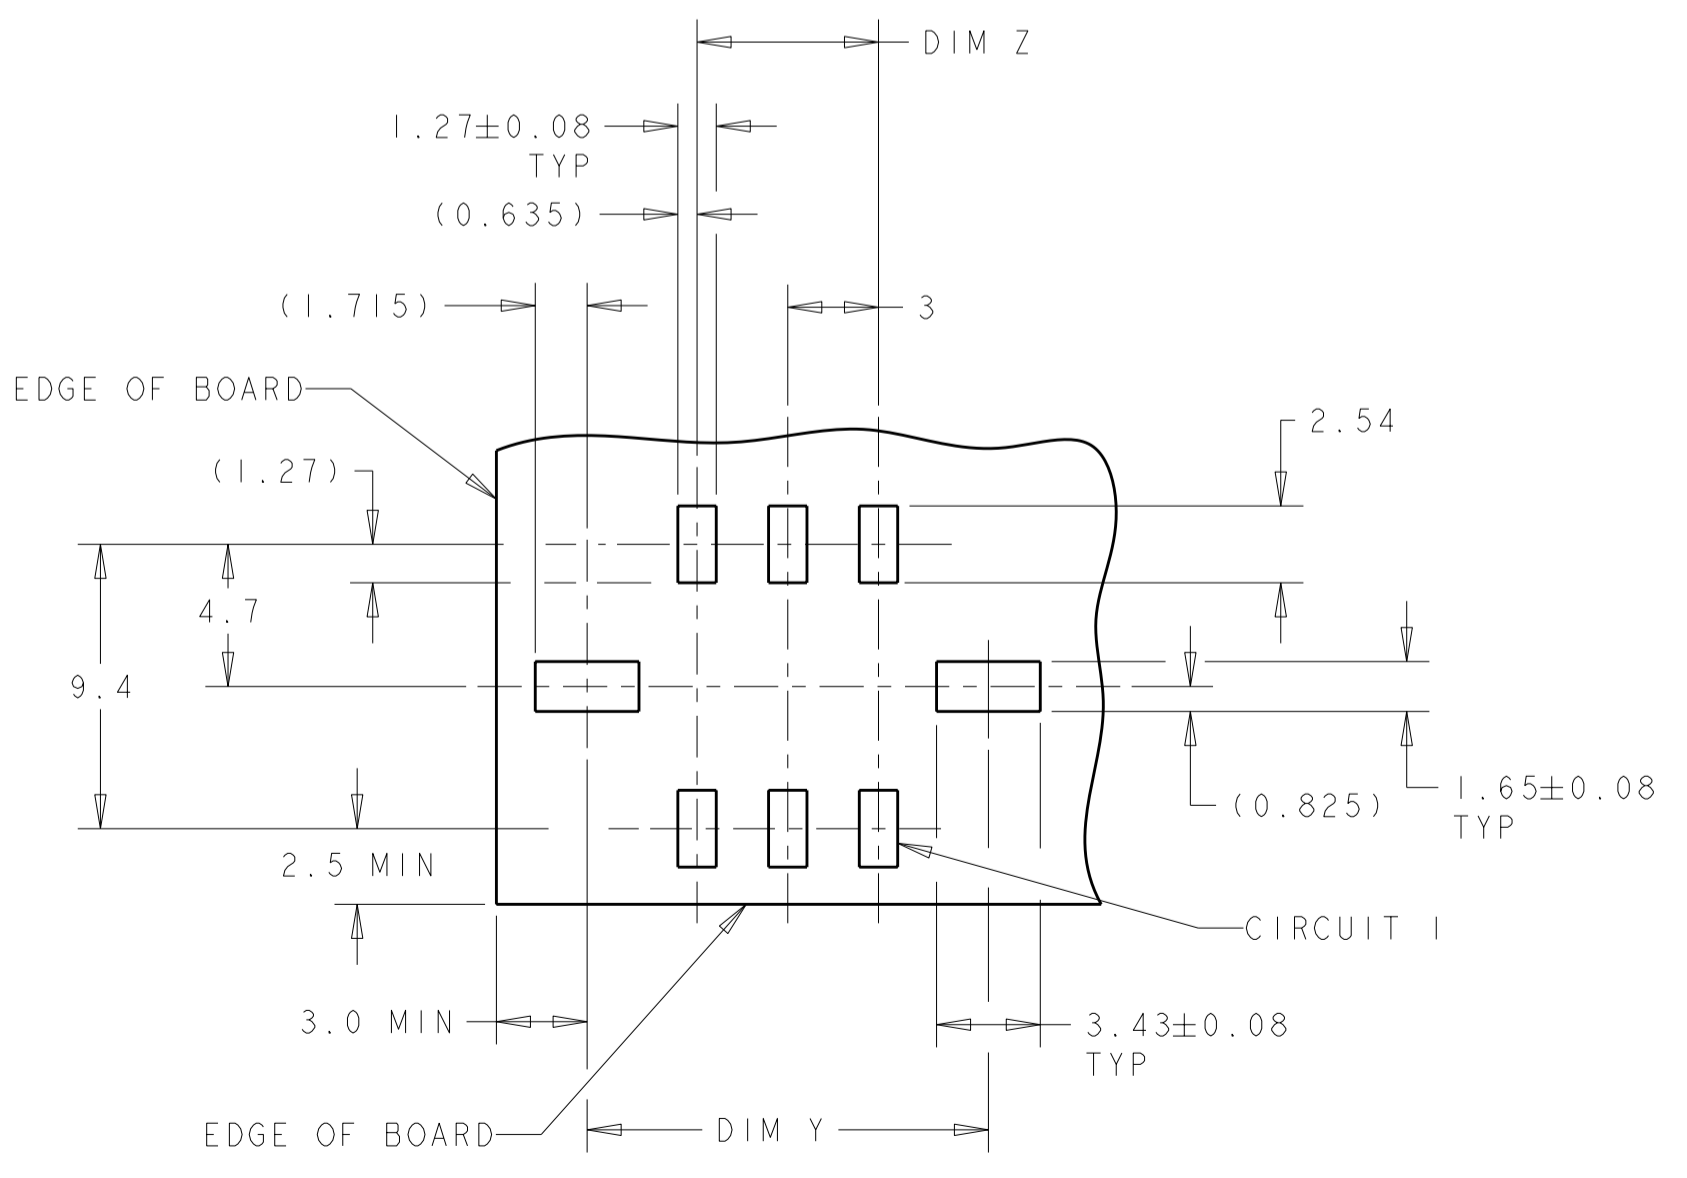 DIM Z
1.27±0.08
TYP
(0.635)
(1.715)
3
EDGE OF BOARD
2.54
(1.27)
4.7
9.4
1.65±0.08
TYP
(0.825)
2.5 MIN
CIRCUIT 1
3.0 MIN
3.43±0.08
TYP
DIM Y
EDGE OF BOARD